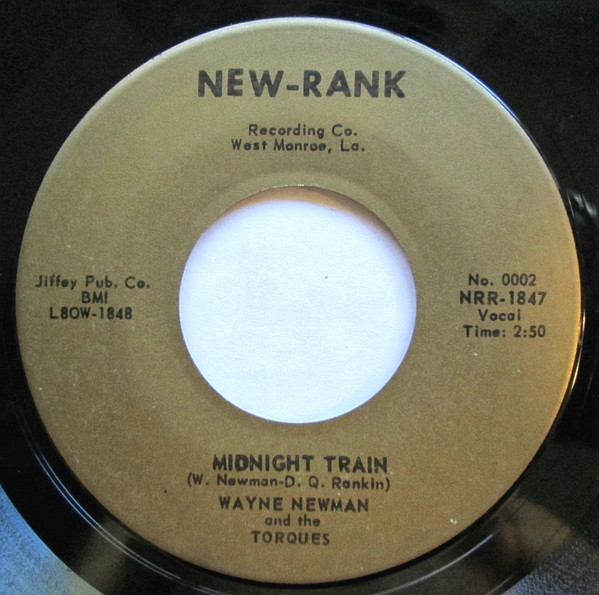 NEW-RANK
Recording Co.
West Monroe, La.
Jiffey Pub. Co.
BMI
L8OW-1848
No. 0002
NRR-1847
Vocal
Time: 2:50
MIDNIGHT TRAIN
(W. Newman-D. Q. Rankin)
WAYNE NEWMAN
and the
TORQUES